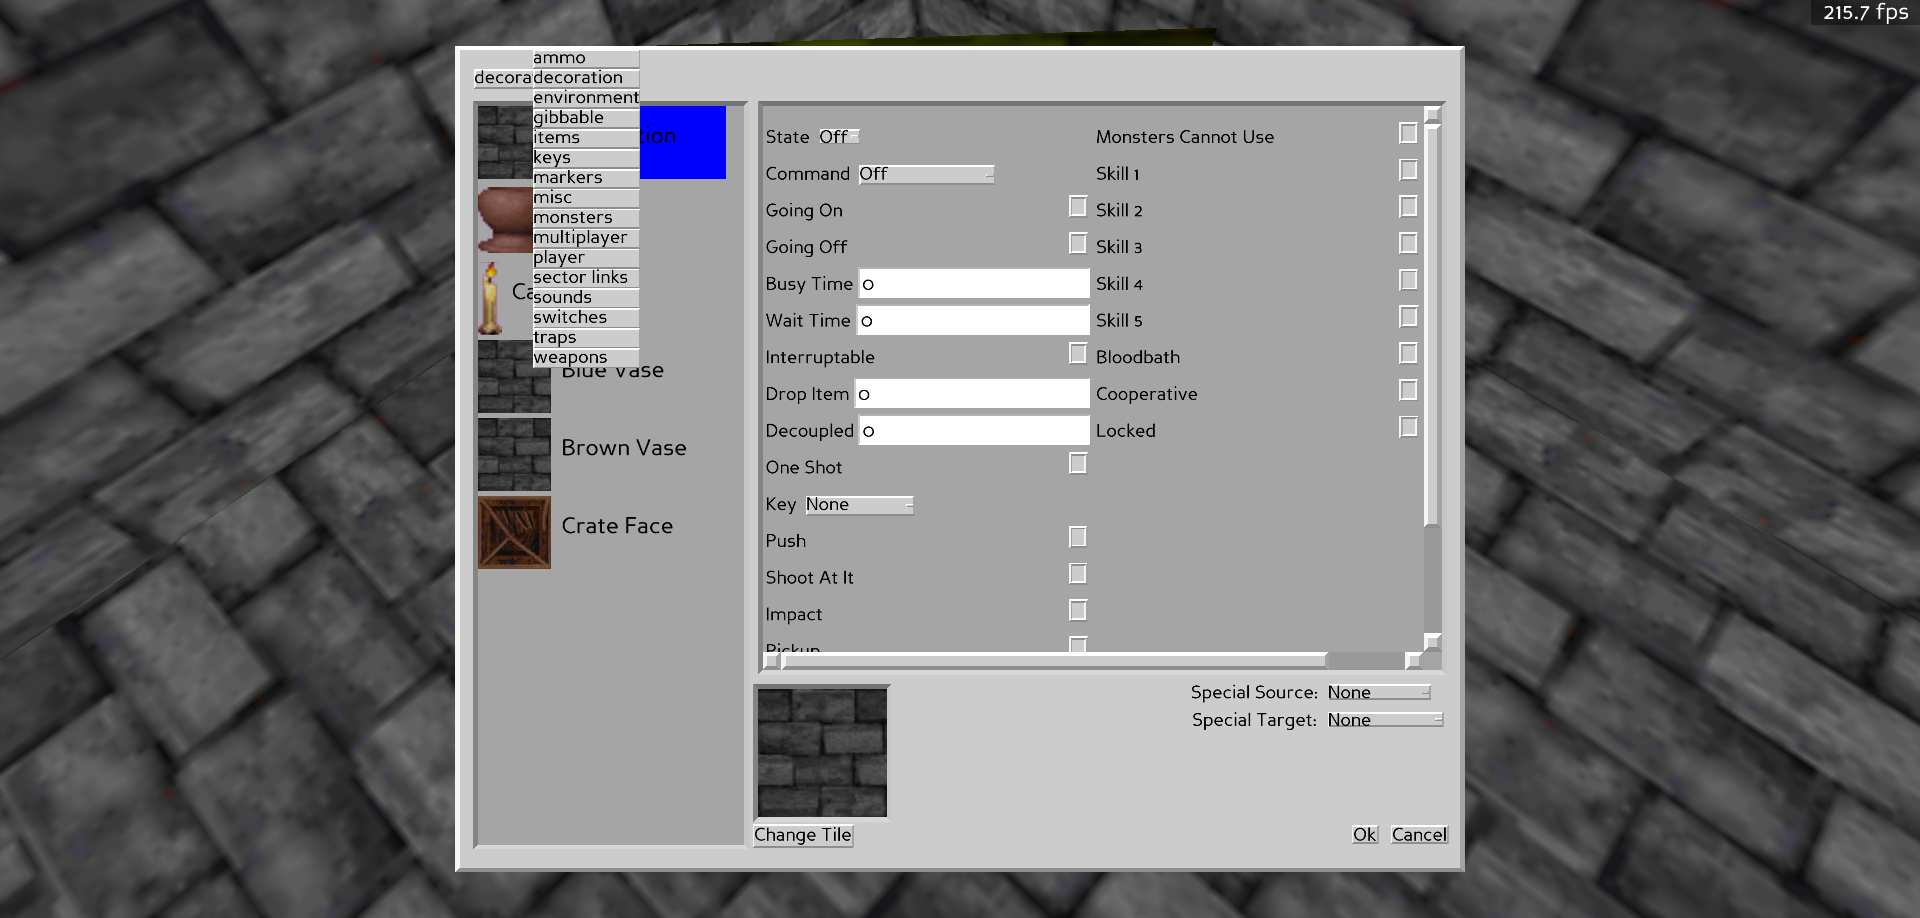 215.7 fps
ammo
decora decoration
environment
gibbable
items
keys
markers
misc
monsters
multiplayer
player
sector links
sounds
switches
traps
weapons
tion
Ca
Blue Vase
Brown Vase
Crate Face
State Off
Command Off
Going On
Going Off
Busy Time 0
Wait Time 0
Interruptable
Drop Item 0
Decoupled 0
One Shot
Key None
Push
Shoot At It
Impact
Pickup
Monsters Cannot Use
Skill 1
Skill 2
Skill 3
Skill 4
Skill 5
Bloodbath
Cooperative
Locked
Special Source: None
Special Target: None
Change Tile
Ok Cancel